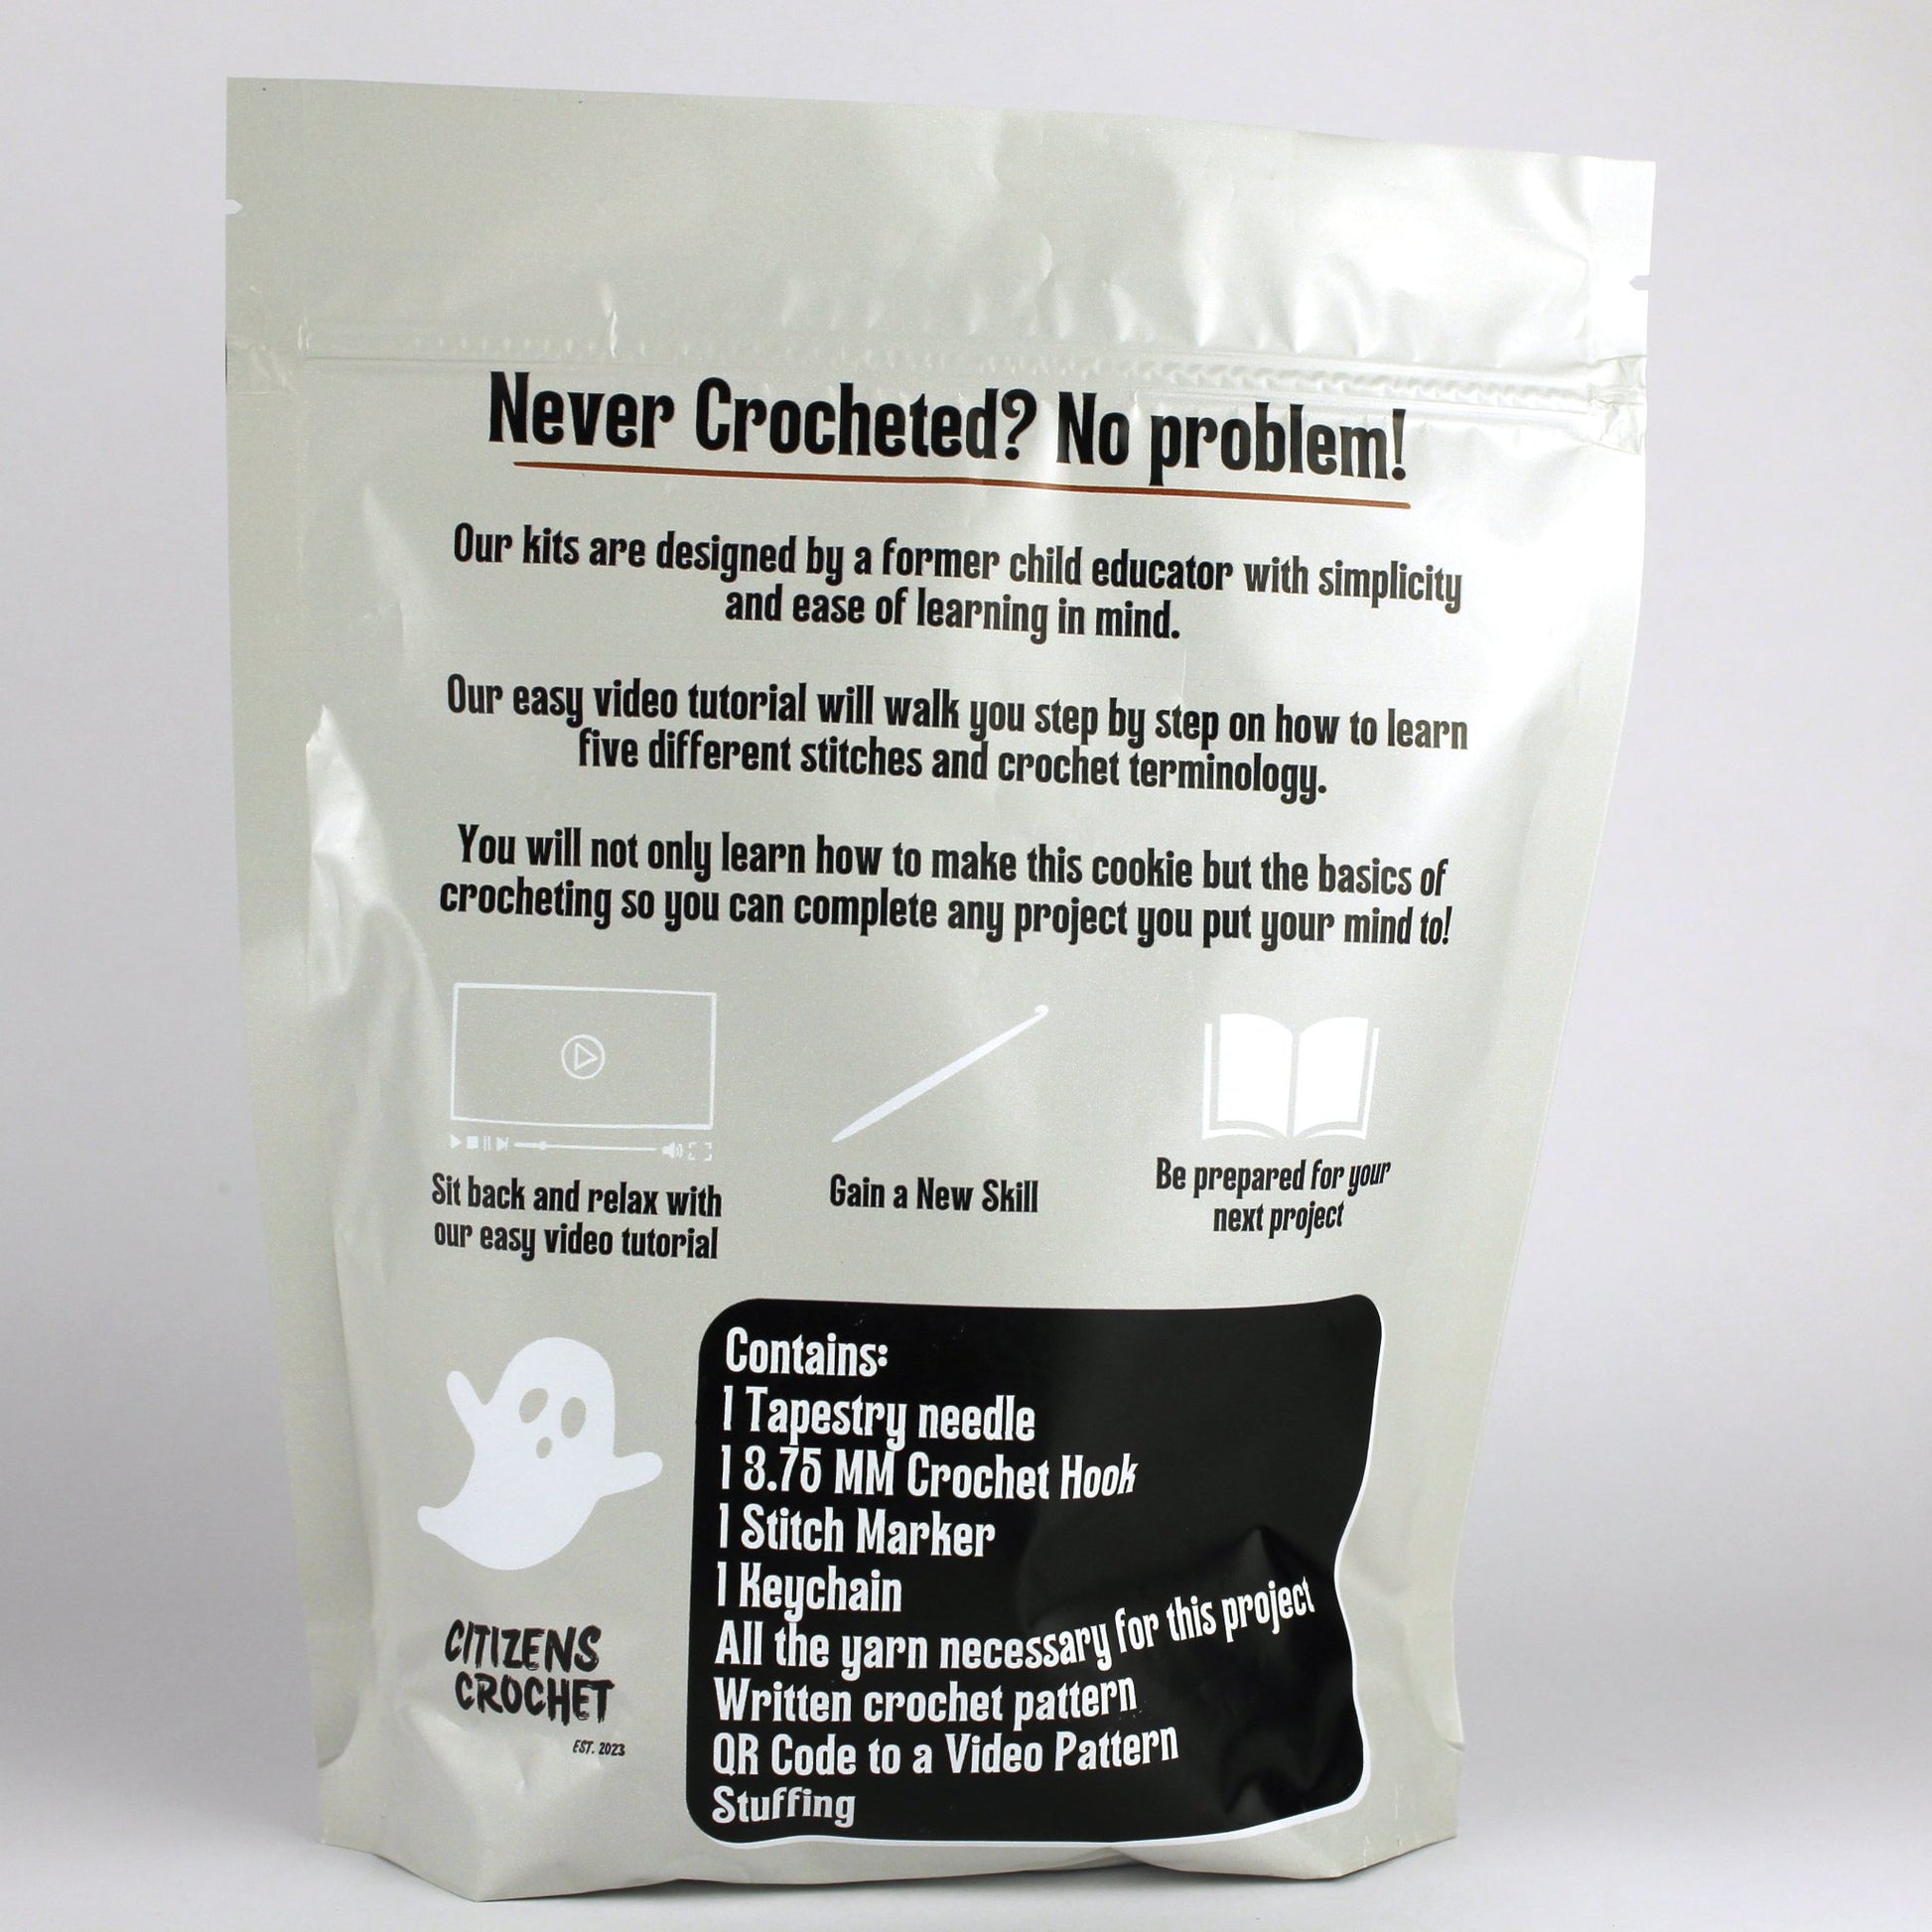 Never Crocheted? No problem!
Our kits are designed by a former child educator with simplicity
and ease of learning in mind.
Our easy video tutorial will walk you step by step on how to learn
five different stitches and crochet terminology.
You will not only learn how to make this cookie but the basics of
crocheting so you can complete any project you put your mind to!
Sit back and relax with
our easy video tutorial
Gain a New Skill
Be prepared for your
next project
Contains:
1 Tapestry needle
1 3.75 MM Crochet Hook
1 Stitch Marker
1 Keychain
All the yarn necessary for this project
Written crochet pattern
QR Code to a Video Pattern
Stuffing
CITIZENS
CROCHET
EST. 2023